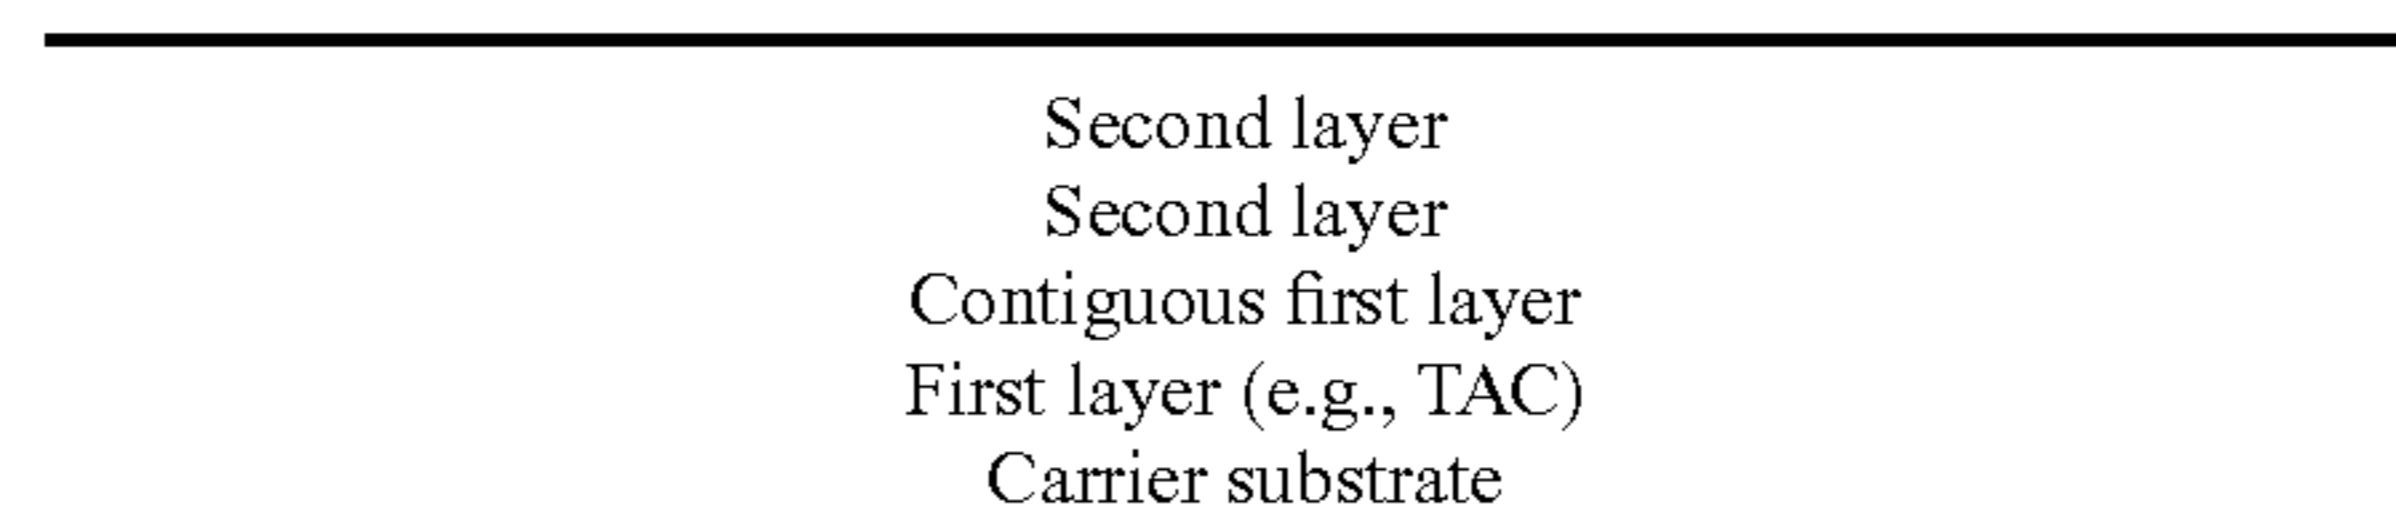 Second layer
Second layer
Contiguous first layer
First layer (e.g., TAC)
Carrier substrate